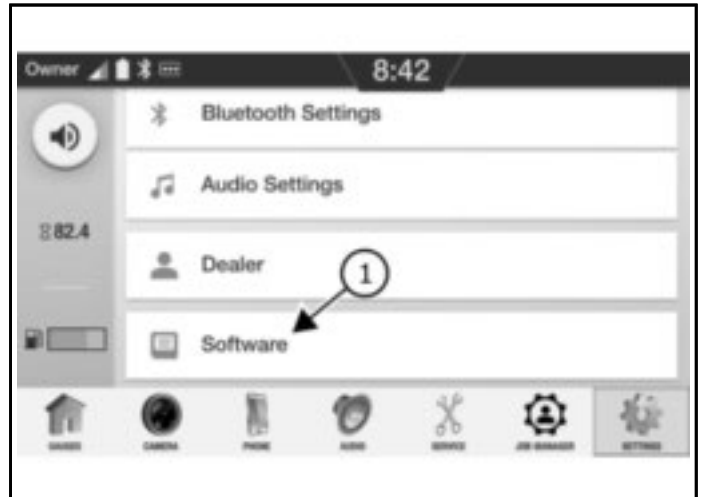 Owner 8:42
Bluetooth Settings
Audio Settings
82.4
Dealer
1
Software
GAUGES CAMERA PHONE AUDIO SERVICE JOB MANAGER SETTINGS